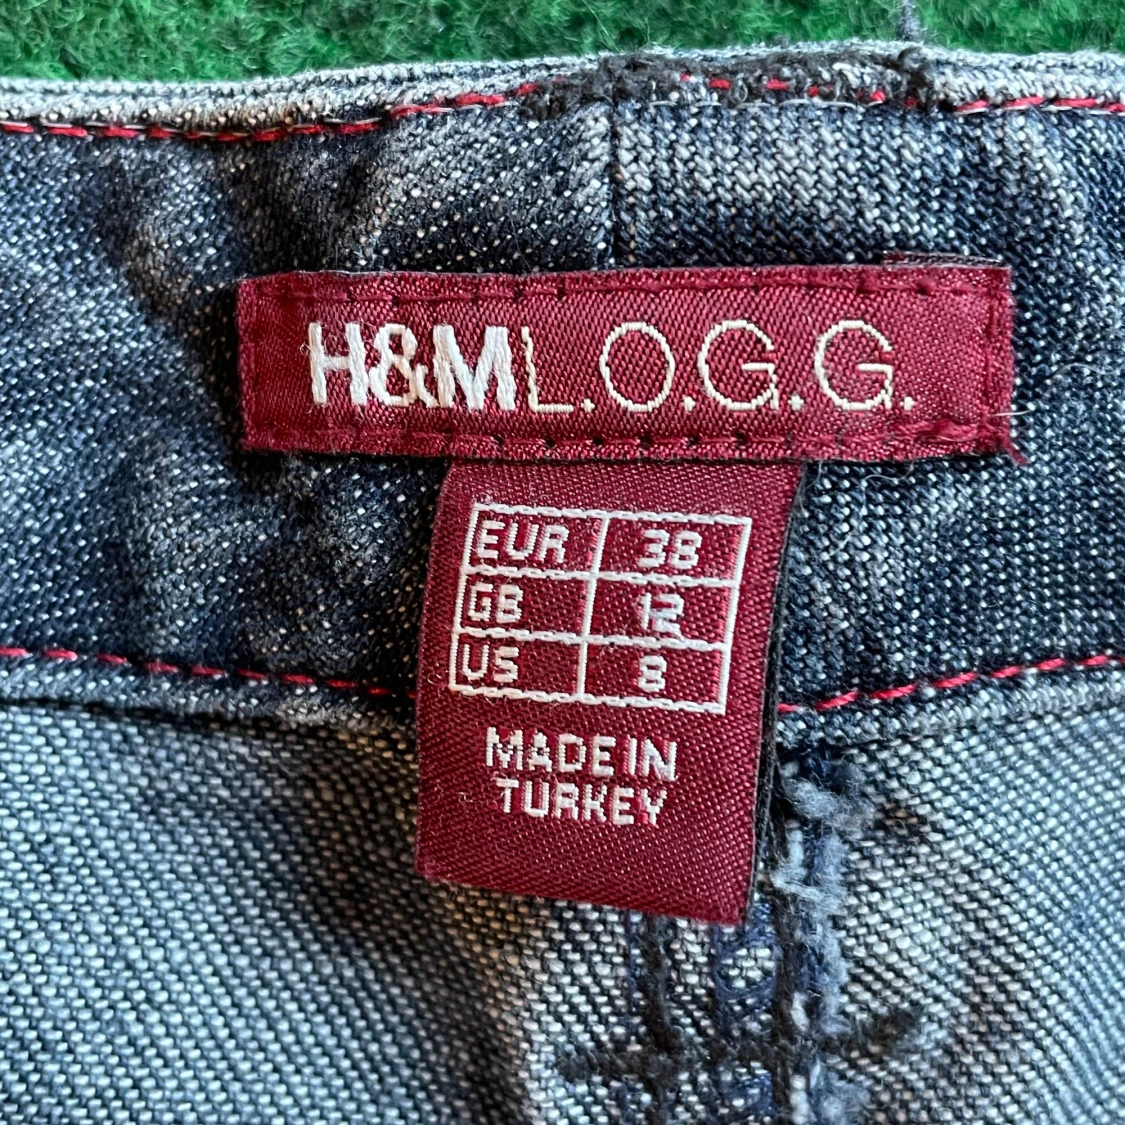 H&M L.O.G.G.
EUR 38
GB 12
US 8
MADE IN
TURKEY